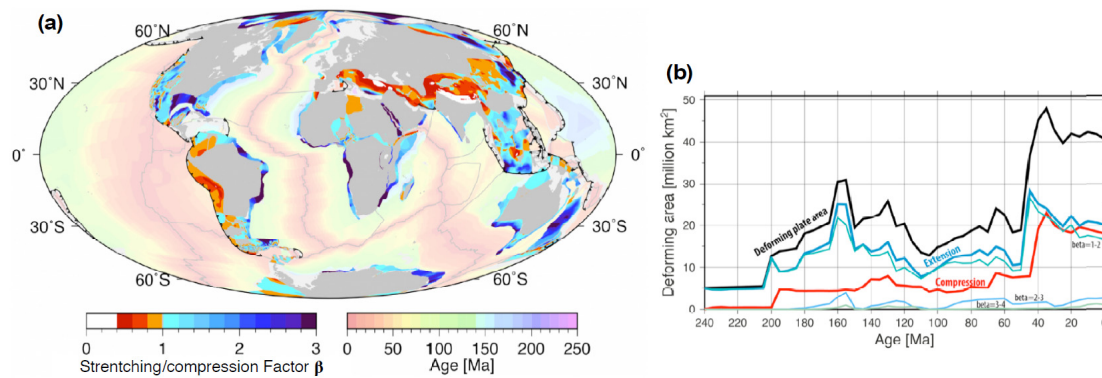 (a)
60°N
60°N
30°N
30°N
0°
0°
30°S
30°S
60°S
60°S
0 1 2 3
Strentching/compression Factor β
0 50 100 150 200 250
Age [Ma]
(b)
Deforming area [million km²]
50
40
30
20
10
0
Deforming plate area
Extension
Compression
beta=1-2
beta=2-3
beta=3-4
240 220 200 180 160 140 120 100 80 60 40 20 0
Age [Ma]